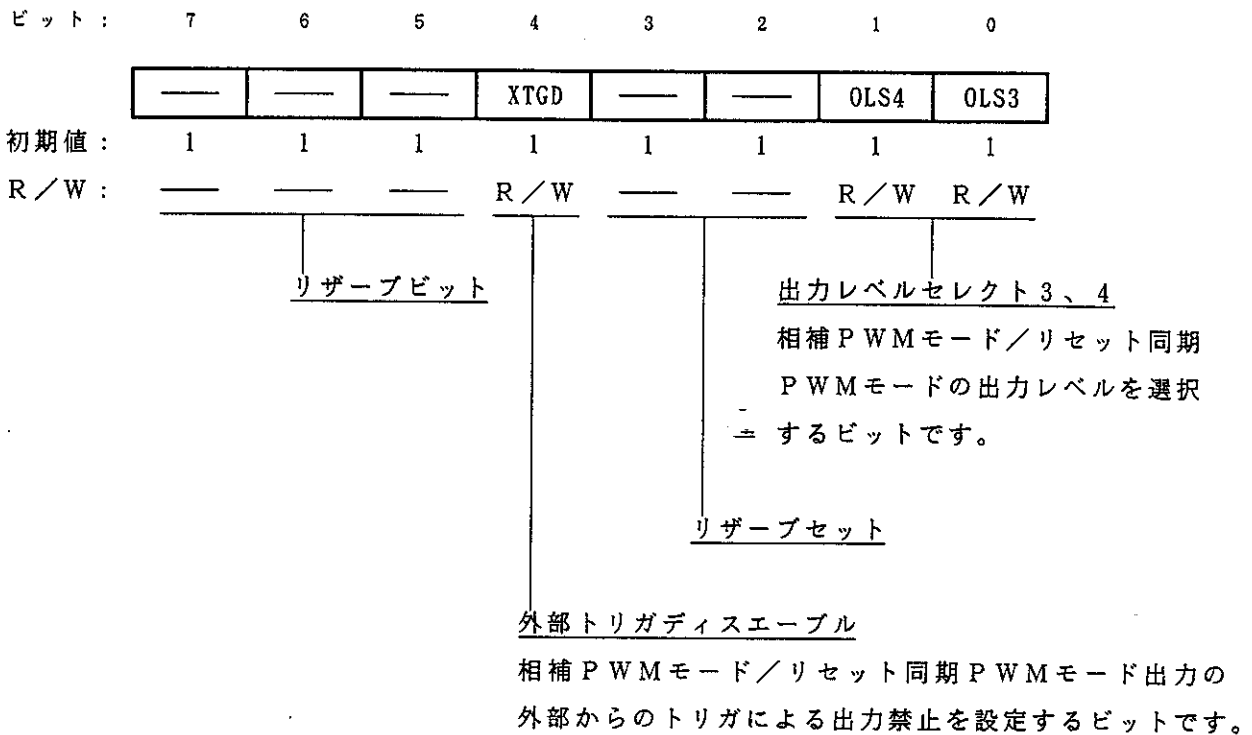 ビット： 7 6 5 4 3 2 1 0
— — — XTGD — — OLS4 OLS3
初期値： 1 1 1 1 1 1 1 1
R／W： — — — R／W — — R／W R／W
リザーブビット
出力レベルセレクト３、４
相補ＰＷＭモード／リセット同期
ＰＷＭモードの出力レベルを選択
するビットです。
リザーブセット
外部トリガディスエーブル
相補ＰＷＭモード／リセット同期ＰＷＭモード出力の
外部からのトリガによる出力禁止を設定するビットです。